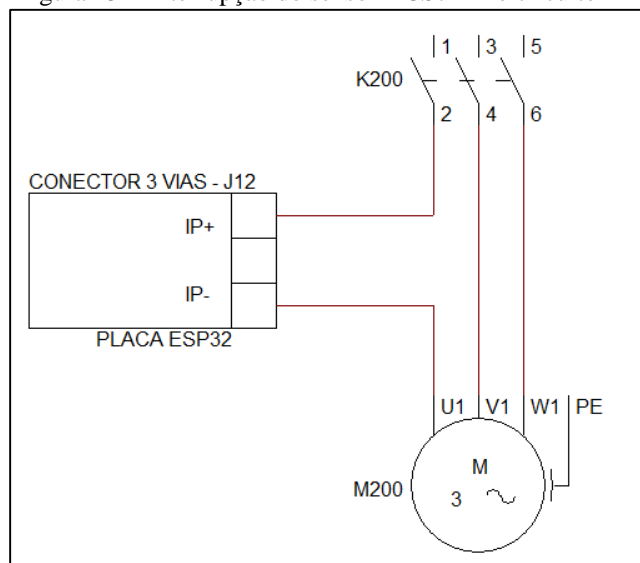 1 3 5
K200
2 4 6
CONECTOR 3 VIAS - J12
IP+
IP-
PLACA ESP32
U1 V1 W1 PE
M
M200
3